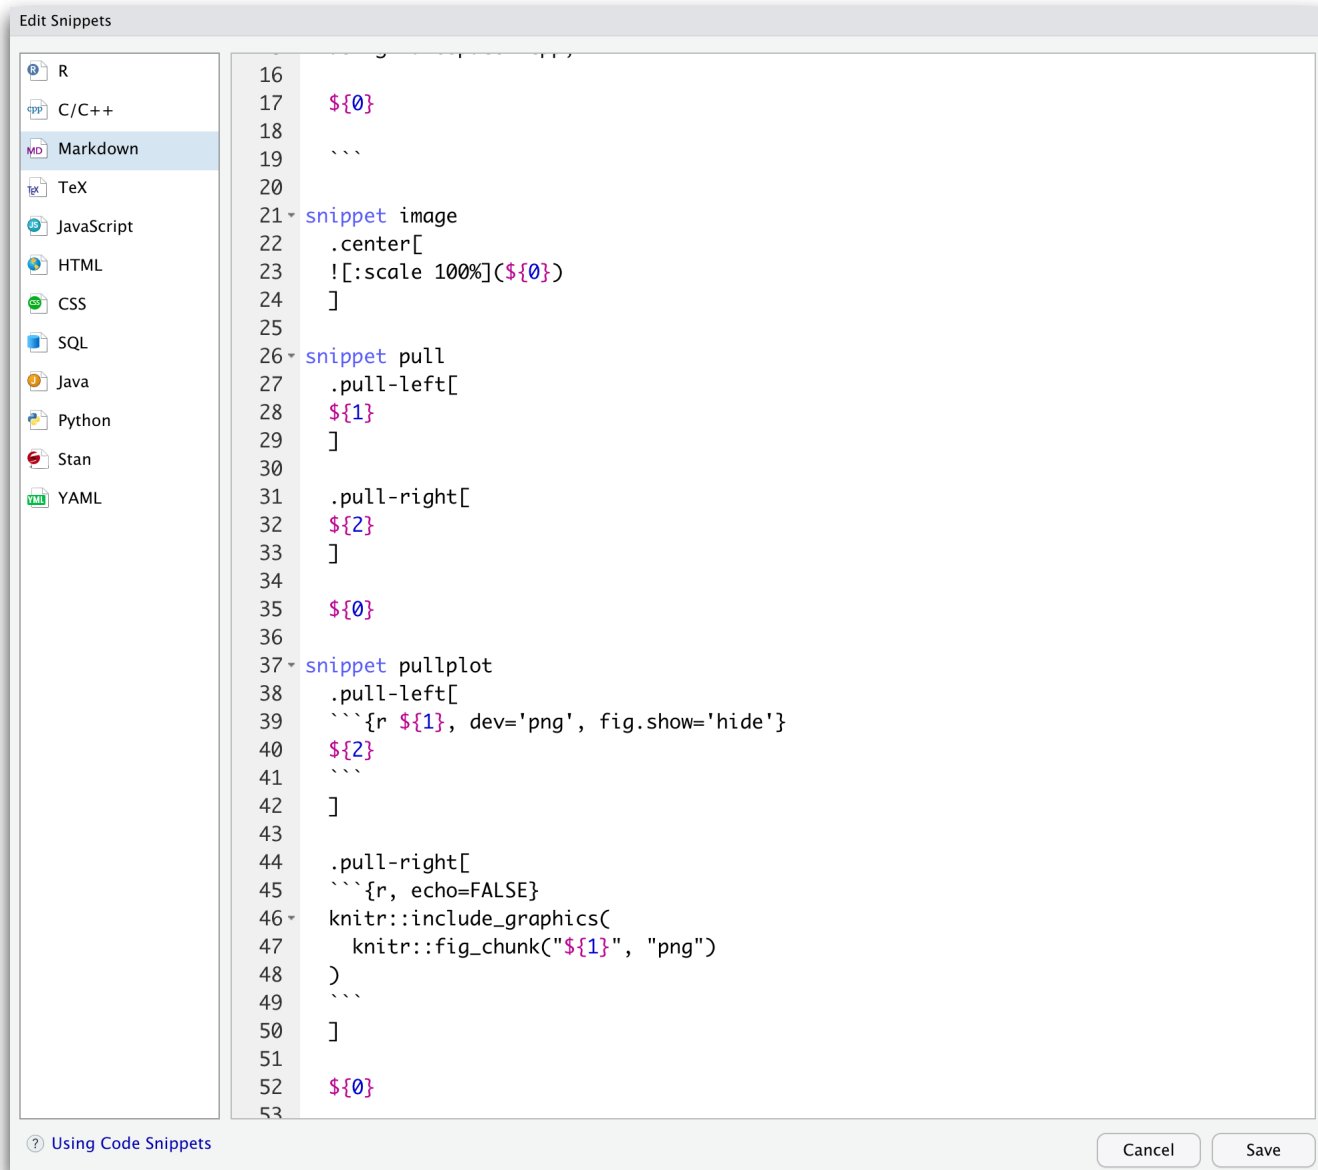 Edit Snippets
R
C/C++
Markdown
TeX
JavaScript
HTML
CSS
SQL
Java
Python
Stan
YAML
16
17 ${0}
18
19 ```
20
21 snippet image
22 .center[
23 ![:scale 100%](${0})
24 ]
25
26 snippet pull
27 .pull-left[
28 ${1}
29 ]
30
31 .pull-right[
32 ${2}
33 ]
34
35 ${0}
36
37 snippet pullplot
38 .pull-left[
39 ```{r ${1}, dev='png', fig.show='hide'}
40 ${2}
41 ```
42 ]
43
44 .pull-right[
45 ```{r, echo=FALSE}
46 knitr::include_graphics(
47 knitr::fig_chunk("${1}", "png")
48 )
49 ```
50 ]
51
52 ${0}
53
? Using Code Snippets
Cancel
Save